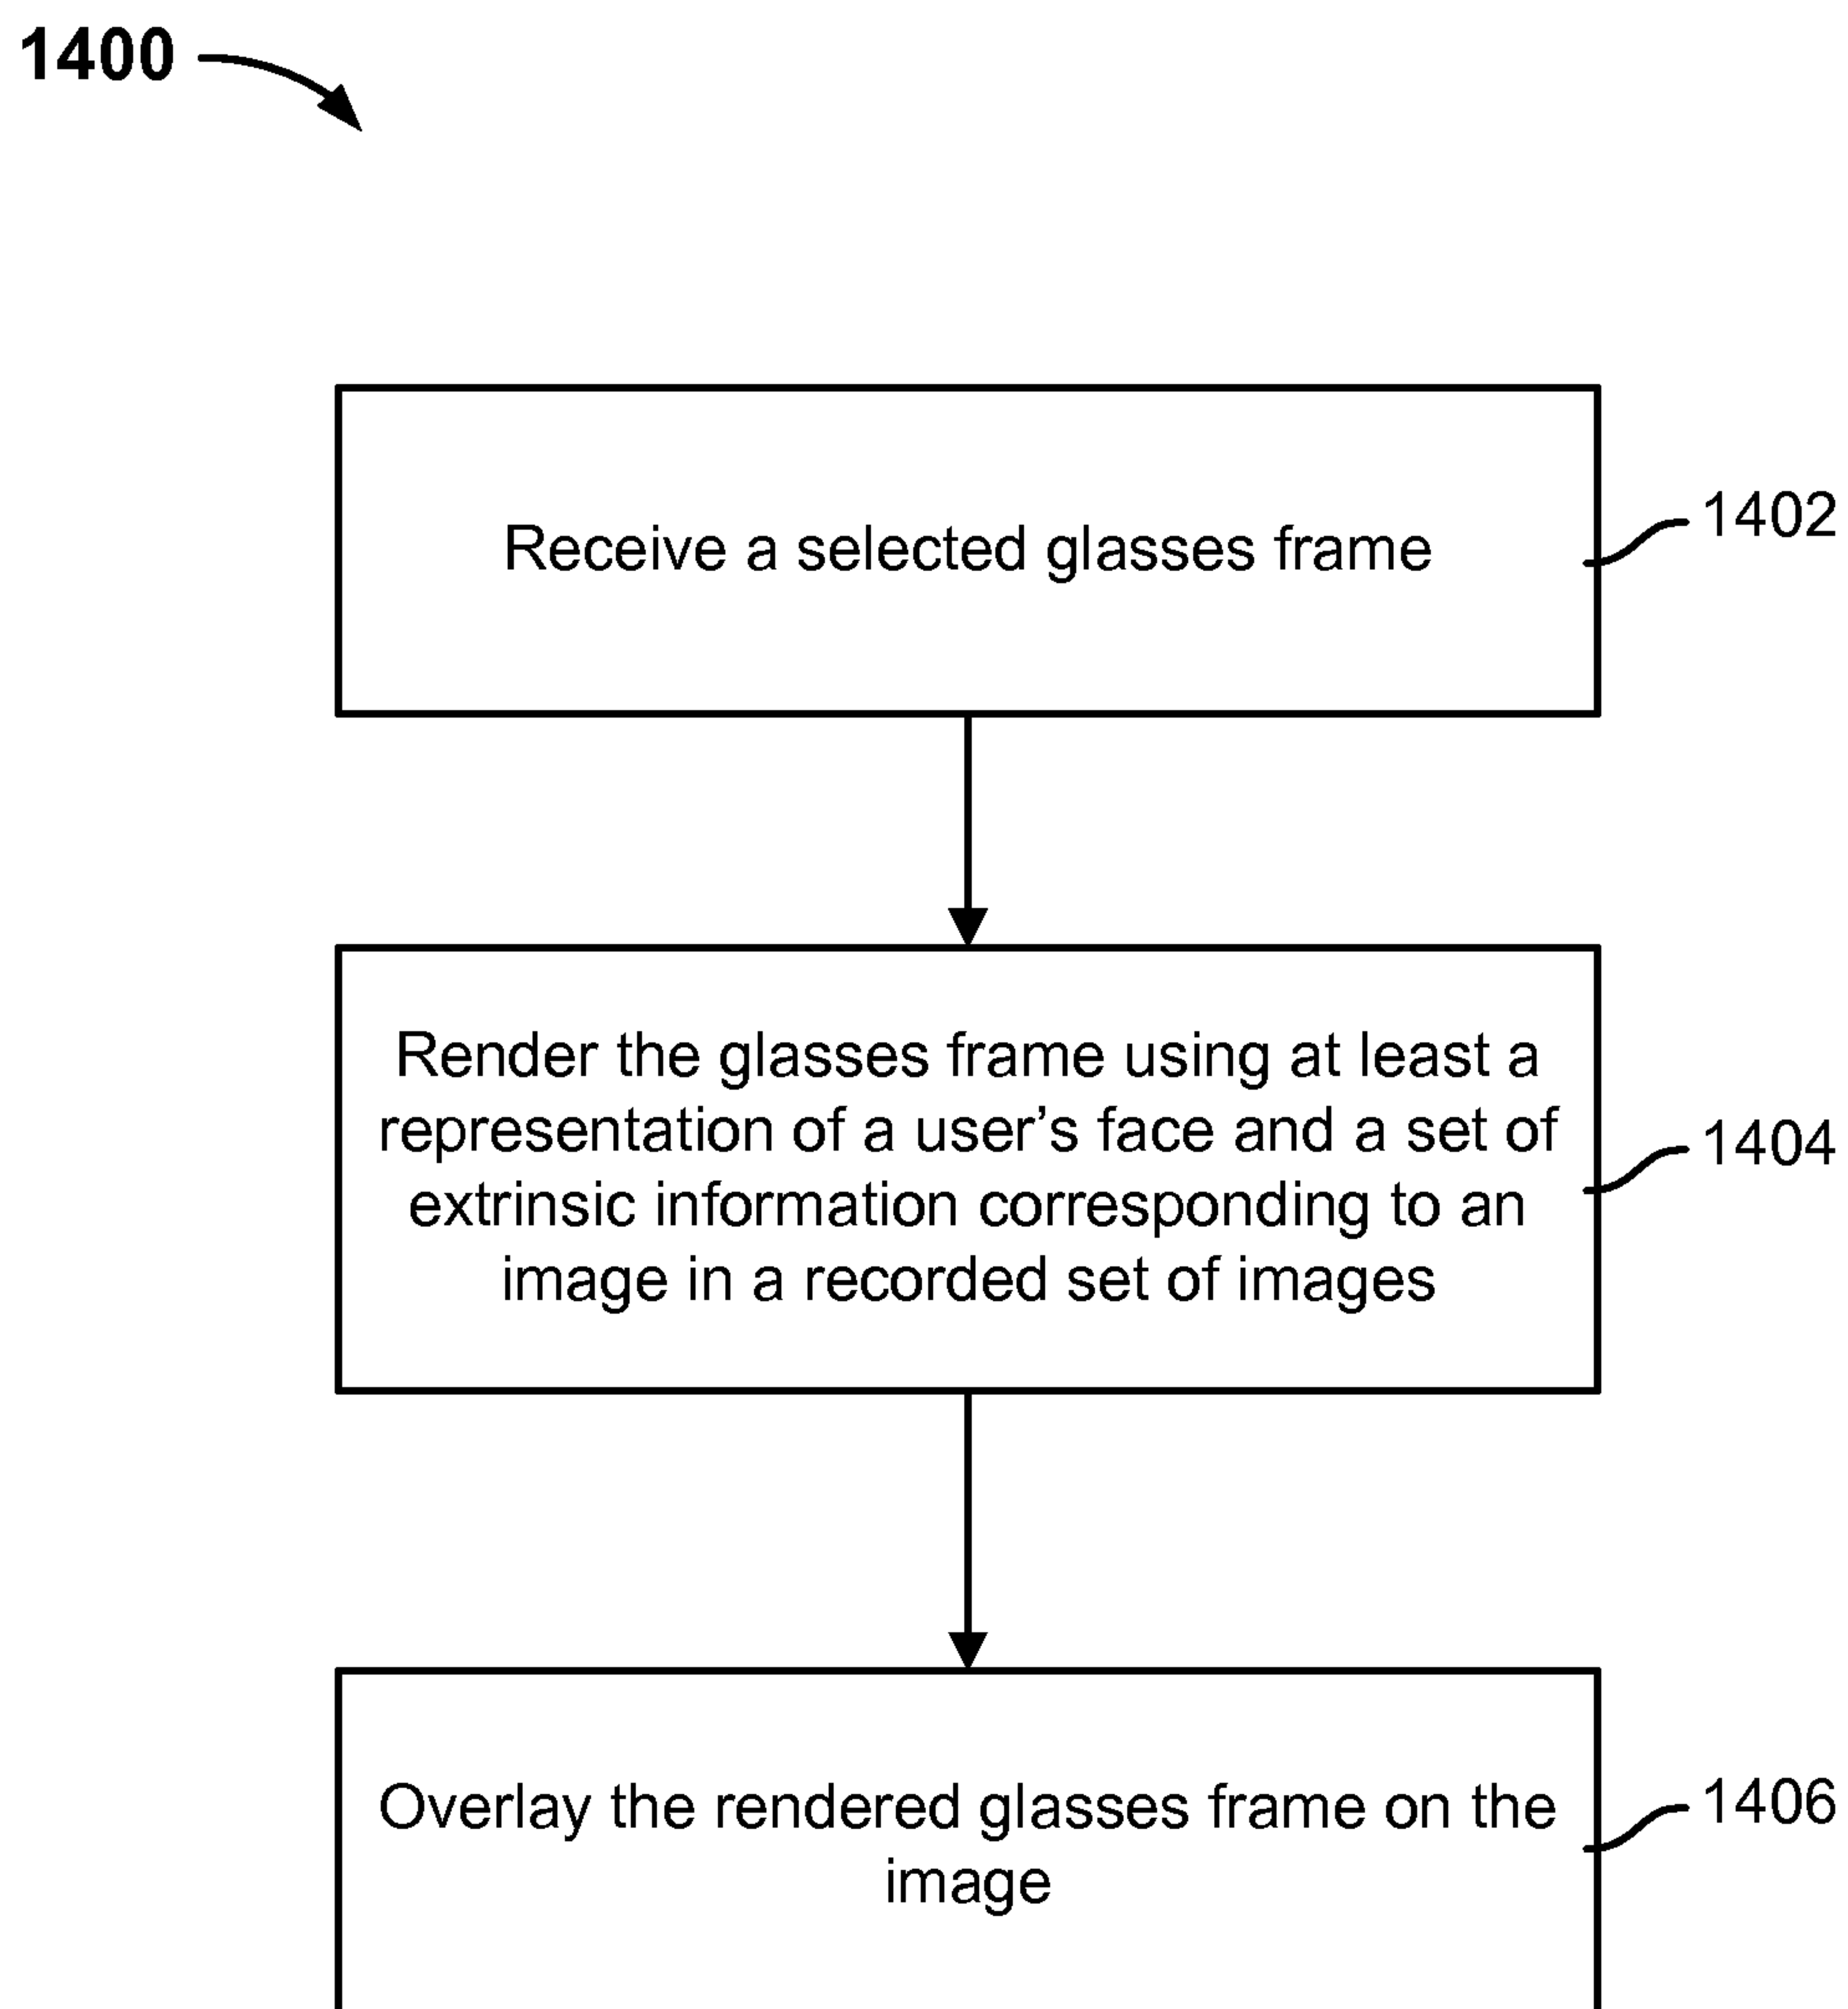 1400
Receive a selected glasses frame
1402
Render the glasses frame using at least a
representation of a user’s face and a set of
extrinsic information corresponding to an
image in a recorded set of images
1404
Overlay the rendered glasses frame on the
image
1406